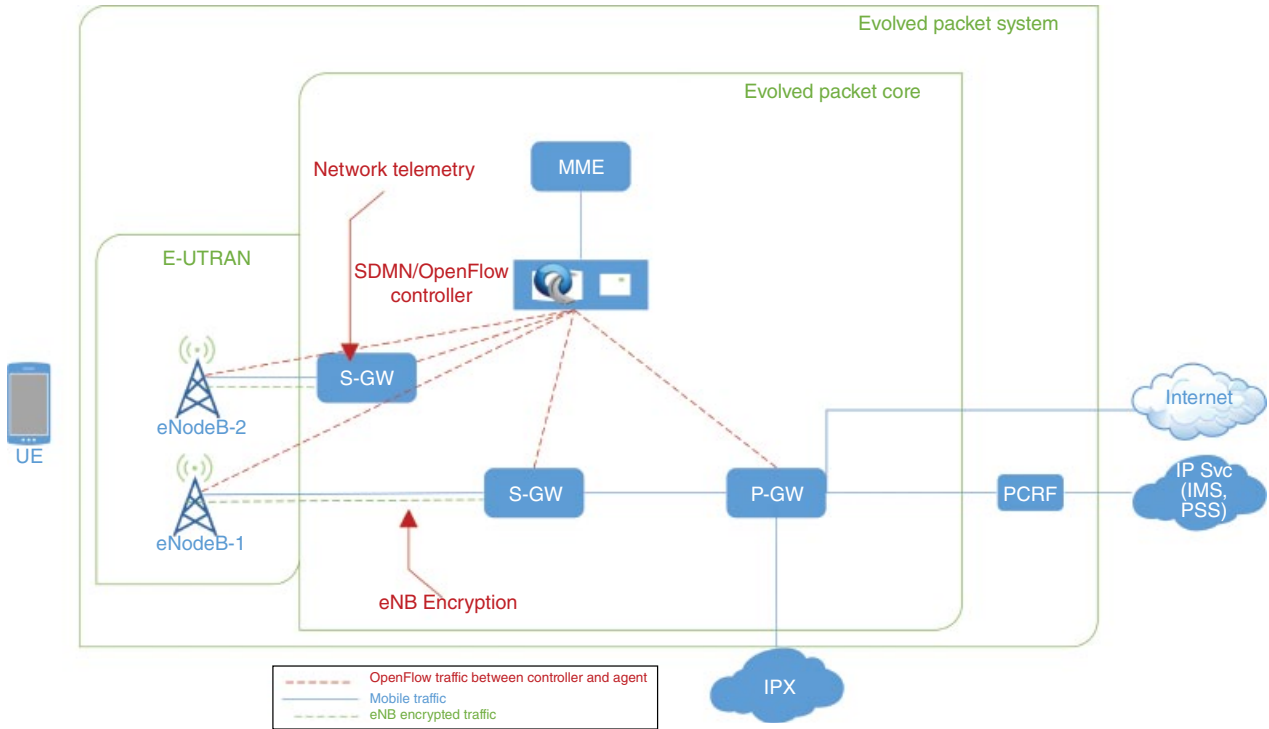 Evolved packet system
Evolved packet core
MME
Network telemetry
E-UTRAN
SDMN/OpenFlow
controller
S-GW
eNodeB-2
UE
Internet
S-GW
P-GW
PCRF
IP Svc
(IMS,
PSS)
eNodeB-1
eNB Encryption
IPX
OpenFlow traffic between controller and agent
Mobile traffic
eNB encrypted traffic